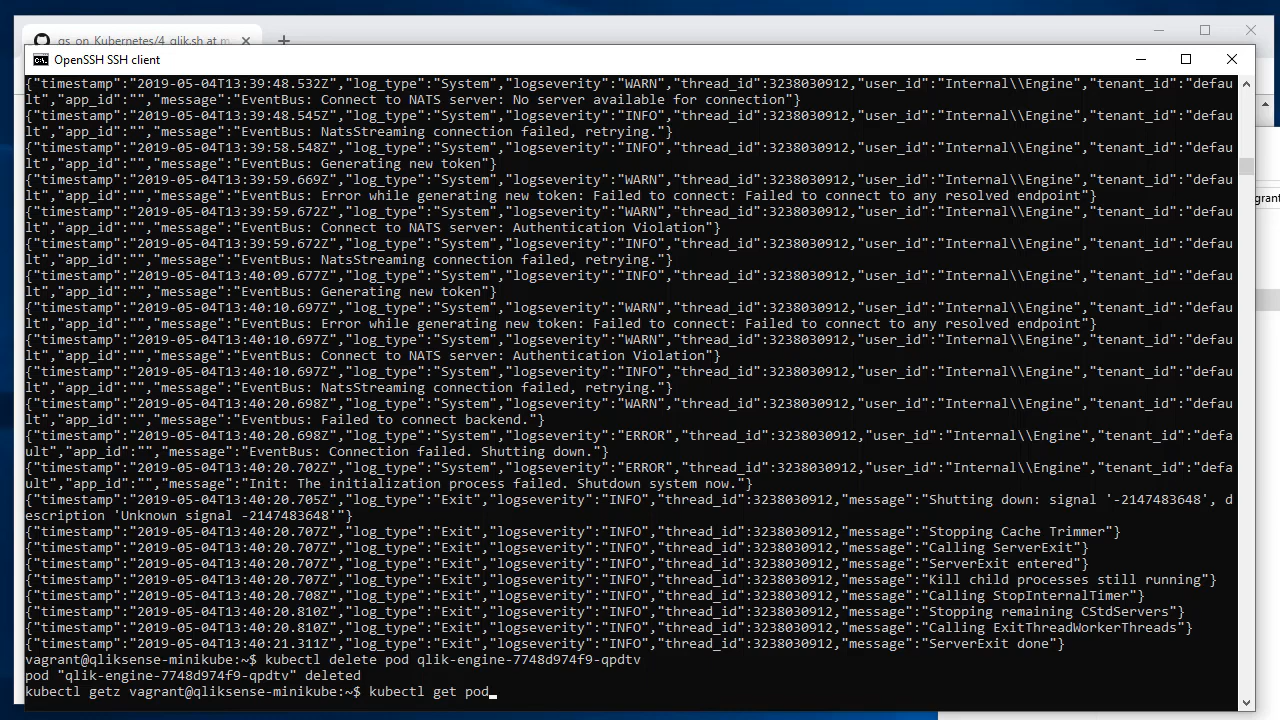 qs_on_Kubernetes/4_qlik.sh at m
OpenSSH SSH client
{"timestamp":"2019-05-04T13:39:48.532Z","log_type":"System","logseverity":"WARN","thread_id":3238030912,"user_id":"Internal\\Engine","tenant_id":"defau
lt","app_id":"","message":"EventBus: Connect to NATS server: No server available for connection"}
{"timestamp":"2019-05-04T13:39:48.545Z","log_type":"System","logseverity":"INFO","thread_id":3238030912,"user_id":"Internal\\Engine","tenant_id":"defau
lt","app_id":"","message":"EventBus: NatsStreaming connection failed, retrying."}
{"timestamp":"2019-05-04T13:39:58.548Z","log_type":"System","logseverity":"INFO","thread_id":3238030912,"user_id":"Internal\\Engine","tenant_id":"defau
lt","app_id":"","message":"EventBus: Generating new token"}
{"timestamp":"2019-05-04T13:39:59.669Z","log_type":"System","logseverity":"WARN","thread_id":3238030912,"user_id":"Internal\\Engine","tenant_id":"defau
lt","app_id":"","message":"EventBus: Error while generating new token: Failed to connect: Failed to connect to any resolved endpoint"}
{"timestamp":"2019-05-04T13:39:59.672Z","log_type":"System","logseverity":"WARN","thread_id":3238030912,"user_id":"Internal\\Engine","tenant_id":"defau
lt","app_id":"","message":"EventBus: Connect to NATS server: Authentication Violation"}
{"timestamp":"2019-05-04T13:39:59.672Z","log_type":"System","logseverity":"INFO","thread_id":3238030912,"user_id":"Internal\\Engine","tenant_id":"defau
lt","app_id":"","message":"EventBus: NatsStreaming connection failed, retrying."}
{"timestamp":"2019-05-04T13:40:09.677Z","log_type":"System","logseverity":"INFO","thread_id":3238030912,"user_id":"Internal\\Engine","tenant_id":"defau
lt","app_id":"","message":"EventBus: Generating new token"}
{"timestamp":"2019-05-04T13:40:10.697Z","log_type":"System","logseverity":"WARN","thread_id":3238030912,"user_id":"Internal\\Engine","tenant_id":"defau
lt","app_id":"","message":"EventBus: Error while generating new token: Failed to connect: Failed to connect to any resolved endpoint"}
{"timestamp":"2019-05-04T13:40:10.697Z","log_type":"System","logseverity":"WARN","thread_id":3238030912,"user_id":"Internal\\Engine","tenant_id":"defau
lt","app_id":"","message":"EventBus: Connect to NATS server: Authentication Violation"}
{"timestamp":"2019-05-04T13:40:10.697Z","log_type":"System","logseverity":"INFO","thread_id":3238030912,"user_id":"Internal\\Engine","tenant_id":"defau
lt","app_id":"","message":"EventBus: NatsStreaming connection failed, retrying."}
{"timestamp":"2019-05-04T13:40:20.698Z","log_type":"System","logseverity":"WARN","thread_id":3238030912,"user_id":"Internal\\Engine","tenant_id":"defau
lt","app_id":"","message":"Eventbus: Failed to connect backend."}
{"timestamp":"2019-05-04T13:40:20.698Z","log_type":"System","logseverity":"ERROR","thread_id":3238030912,"user_id":"Internal\\Engine","tenant_id":"defa
ult","app_id":"","message":"EventBus: Connection failed. Shutting down."}
{"timestamp":"2019-05-04T13:40:20.702Z","log_type":"System","logseverity":"ERROR","thread_id":3238030912,"user_id":"Internal\\Engine","tenant_id":"defa
ult","app_id":"","message":"Init: The initialization process failed. Shutdown system now."}
{"timestamp":"2019-05-04T13:40:20.705Z","log_type":"Exit","logseverity":"INFO","thread_id":3238030912,"message":"Shutting down: signal '-2147483648', d
escription 'Unknown signal -2147483648'"}
{"timestamp":"2019-05-04T13:40:20.707Z","log_type":"Exit","logseverity":"INFO","thread_id":3238030912,"message":"Stopping Cache Trimmer"}
{"timestamp":"2019-05-04T13:40:20.707Z","log_type":"Exit","logseverity":"INFO","thread_id":3238030912,"message":"Calling ServerExit"}
{"timestamp":"2019-05-04T13:40:20.707Z","log_type":"Exit","logseverity":"INFO","thread_id":3238030912,"message":"ServerExit entered"}
{"timestamp":"2019-05-04T13:40:20.707Z","log_type":"Exit","logseverity":"INFO","thread_id":3238030912,"message":"Kill child processes still running"}
{"timestamp":"2019-05-04T13:40:20.708Z","log_type":"Exit","logseverity":"INFO","thread_id":3238030912,"message":"Calling StopInternalTimer"}
{"timestamp":"2019-05-04T13:40:20.810Z","log_type":"Exit","logseverity":"INFO","thread_id":3238030912,"message":"Stopping remaining CStdServers"}
{"timestamp":"2019-05-04T13:40:20.810Z","log_type":"Exit","logseverity":"INFO","thread_id":3238030912,"message":"Calling ExitThreadWorkerThreads"}
{"timestamp":"2019-05-04T13:40:21.311Z","log_type":"Exit","logseverity":"INFO","thread_id":3238030912,"message":"ServerExit done"}
vagrant@qliksense-minikube:~$ kubectl delete pod qlik-engine-7748d974f9-qpdtv
pod "qlik-engine-7748d974f9-qpdtv" deleted
kubectl getz vagrant@qliksense-minikube:~$ kubectl get pod
grant